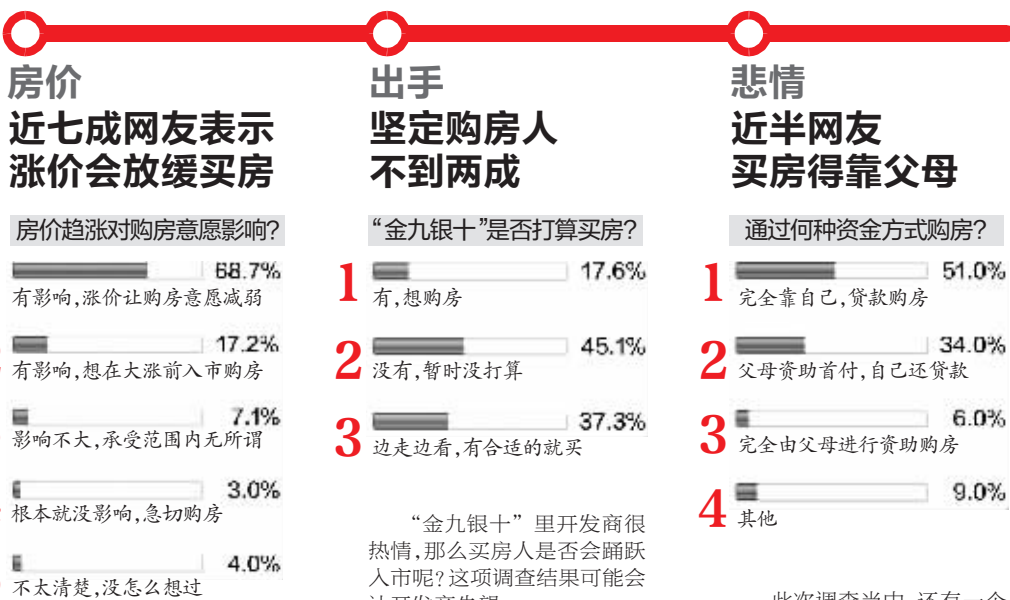 房价
近七成网友表示
涨价会放缓买房
房价趋涨对购房意愿影响?
68.7%
有影响,涨价让购房意愿减弱
17.2%
有影响,想在大涨前入市购房
7.1%
影响不大,承受范围内无所谓
3.0%
根本就没影响,急切购房
4.0%
不太清楚,没怎么想过
出手
坚定购房人
不到两成
“金九银十”是否打算买房?
1
17.6%
有,想购房
2
45.1%
没有,暂时没打算
3
37.3%
边走边看,有合适的就买
“金九银十”里开发商很
热情,那么买房人是否会踊跃
入市呢?这项调查结果可能会
悲情
近半网友
买房得靠父母
通过何种资金方式购房?
1
51.0%
完全靠自己,贷款购房
2
34.0%
父母资助首付,自己还贷款
3
6.0%
完全由父母进行资助购房
4
9.0%
其他